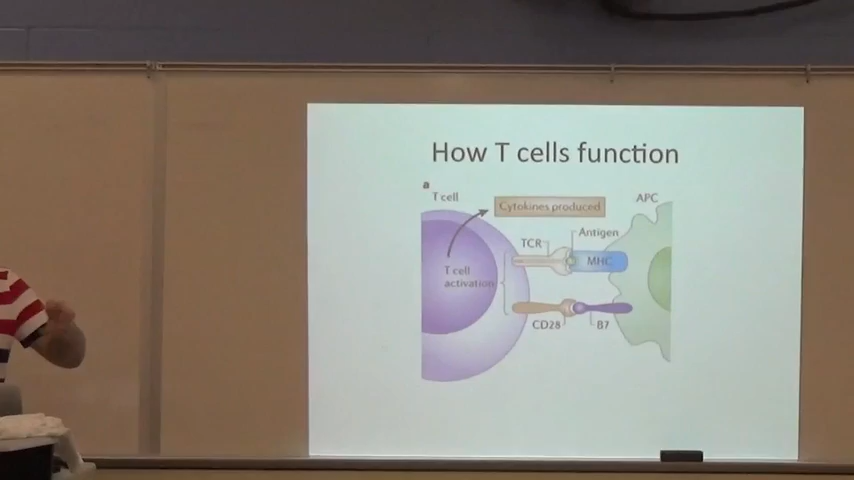 How T cells function
a
T cell
Cytokines produced
APC
TCR
Antigen
MHC
T cell
activation
CD28
B7